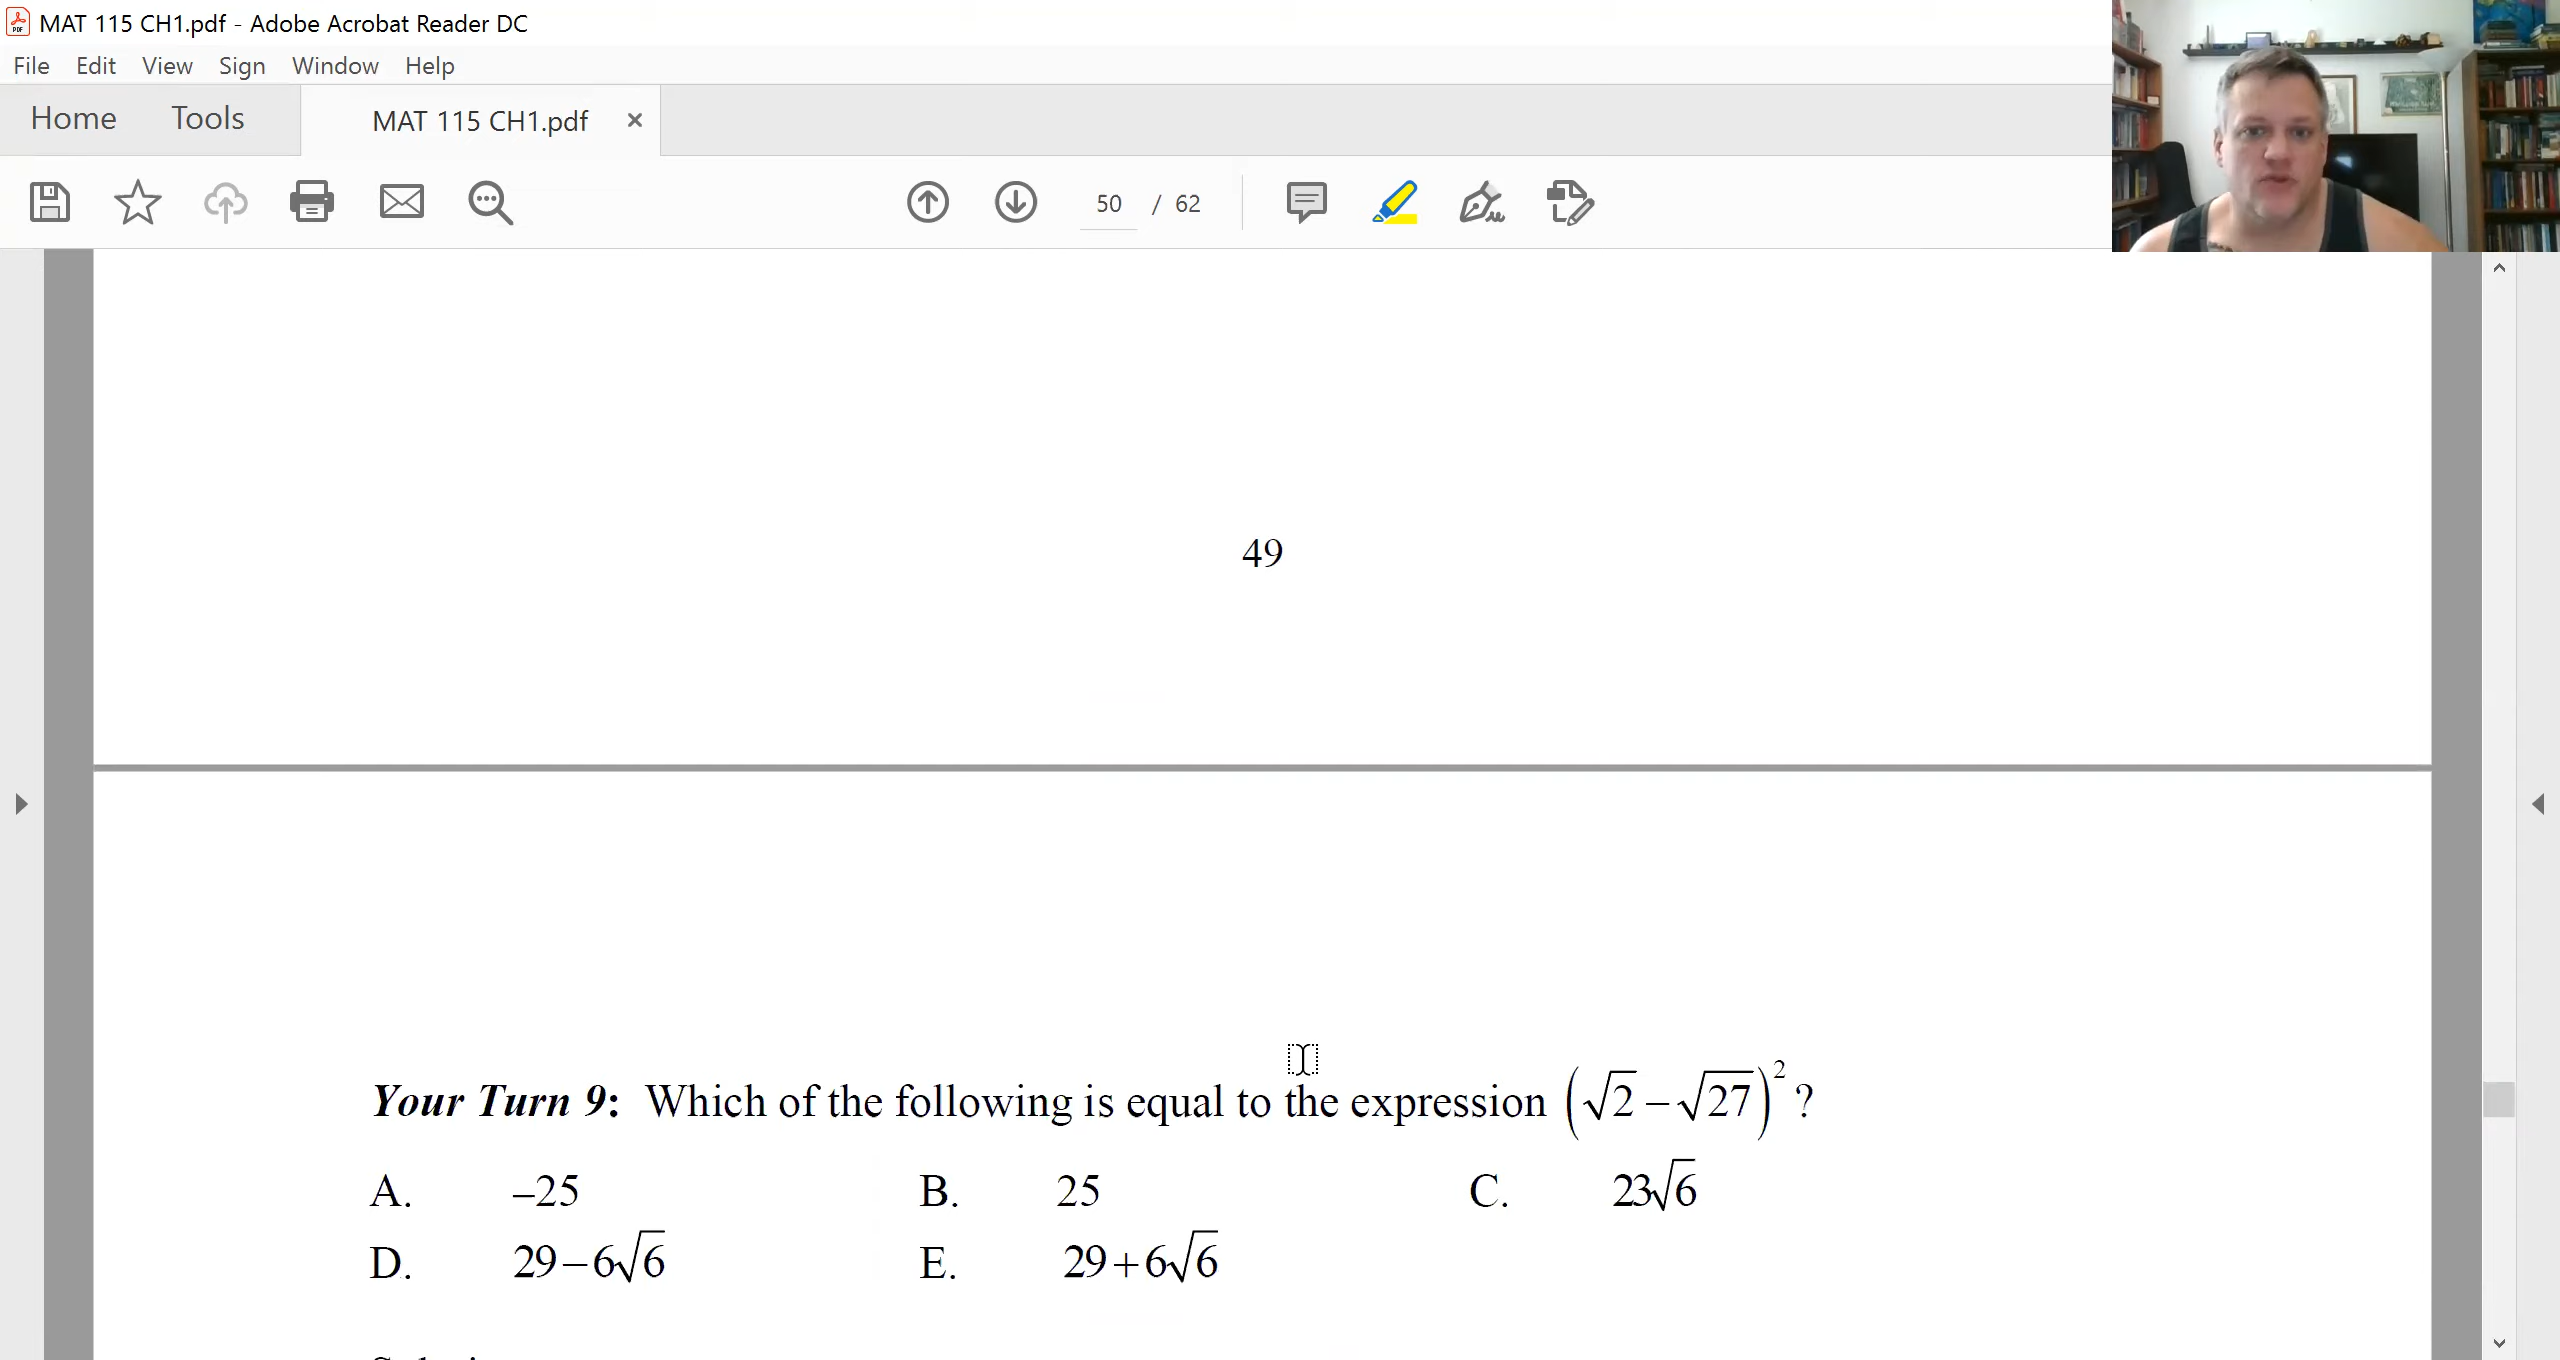 MAT 115 CH1.pdf - Adobe Acrobat Reader DC
File Edit View Sign Window Help
Home Tools MAT 115 CH1.pdf ×
50 / 62
49
Your Turn 9: Which of the following is equal to the expression (√2 − √27)²?
A. –25 B. 25 C. 23√6
D. 29−6√6 E. 29+6√6